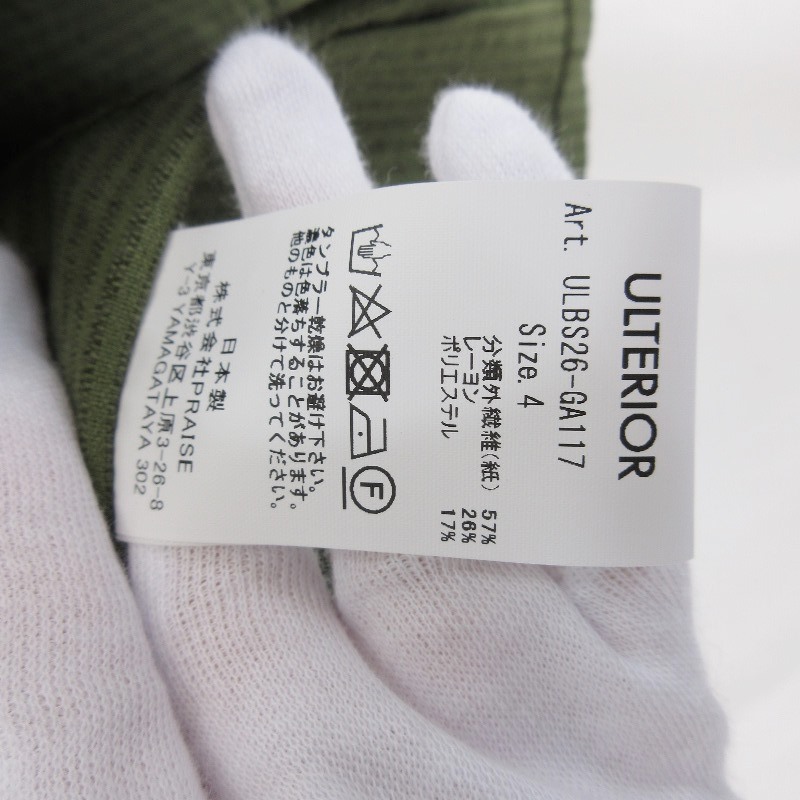 ULTERIOR
Art. ULBS26-GA117
Size. 4
分類外繊維(紙) 57%
レーヨン 26%
ポリエステル 17%
F
タンブラー乾燥はお避け下さい。
濃色は色落ちすることがあります。
他のものと分けて洗ってください。
日本製
株式会社PRAISE
東京都渋谷区上原3-26-8
Y-3 YAMAGATAYA 302